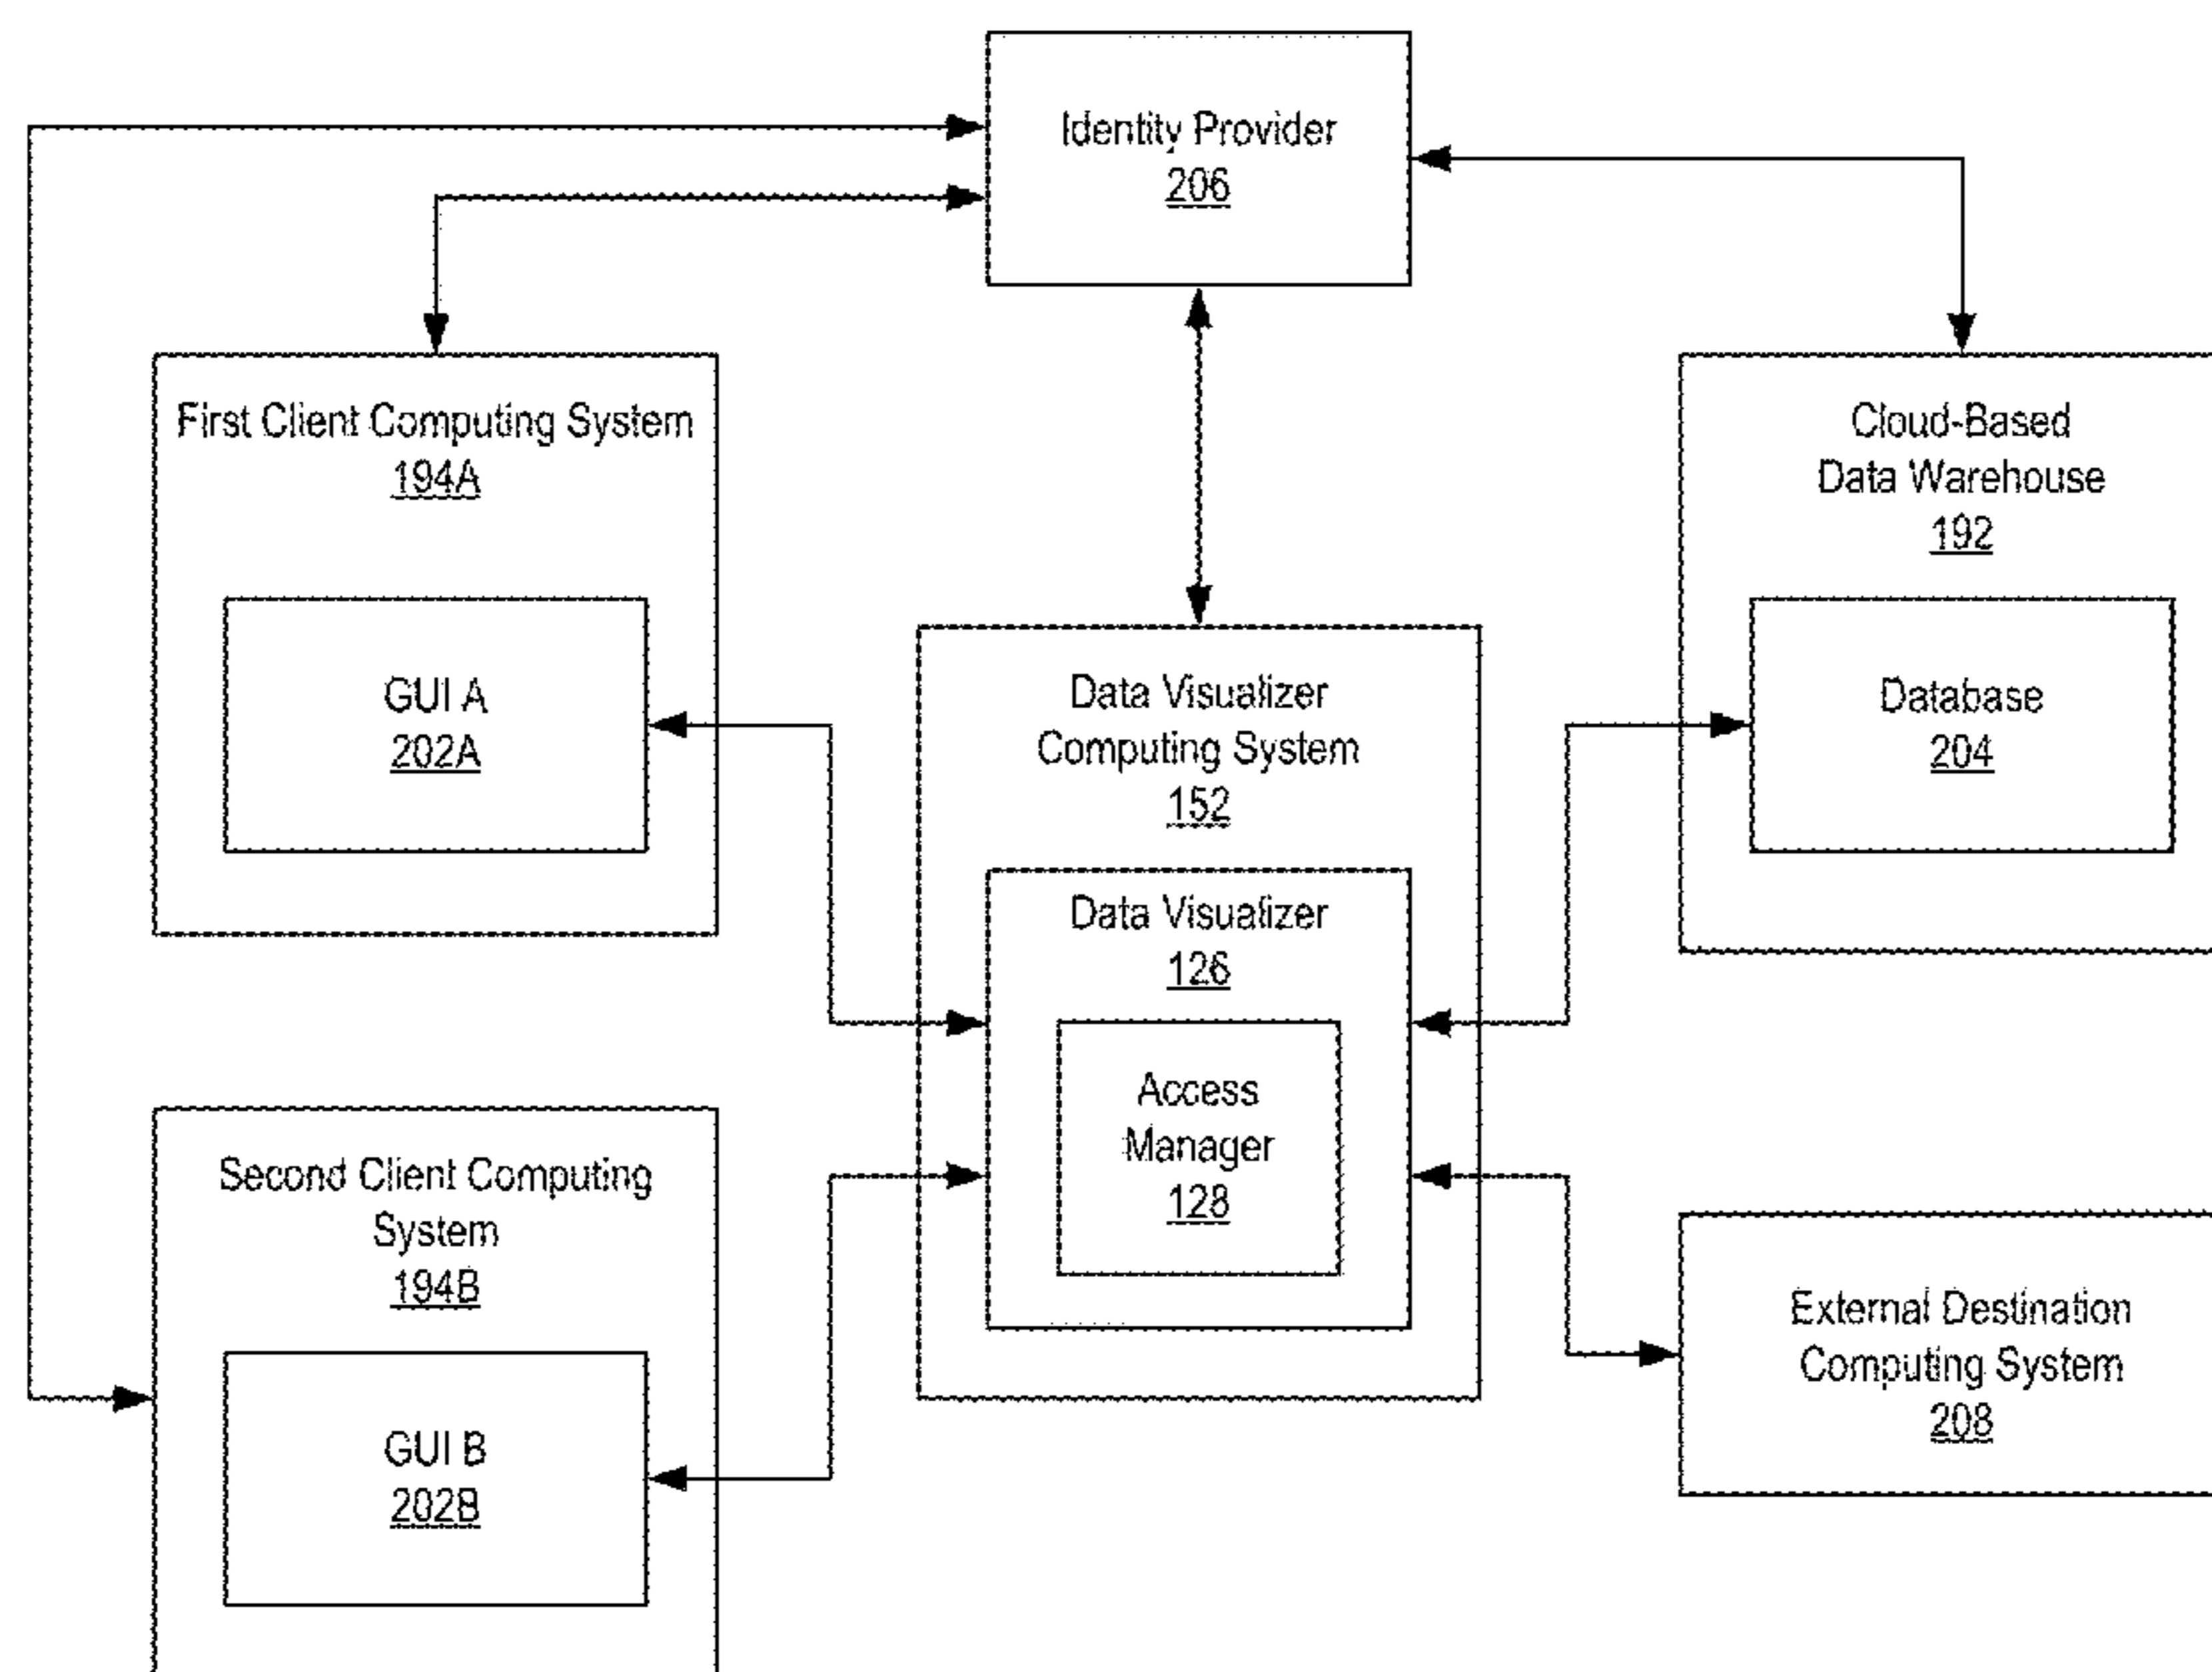 Identity Provider
206
First Client Computing System
194A
GUI A
202A
Cloud-Based
Data Warehouse
192
Database
204
Data Visualizer
Computing System
152
Data Visualizer
126
Access
Manager
128
Second Client Computing
System
194B
GUI B
202B
External Destination
Computing System
208